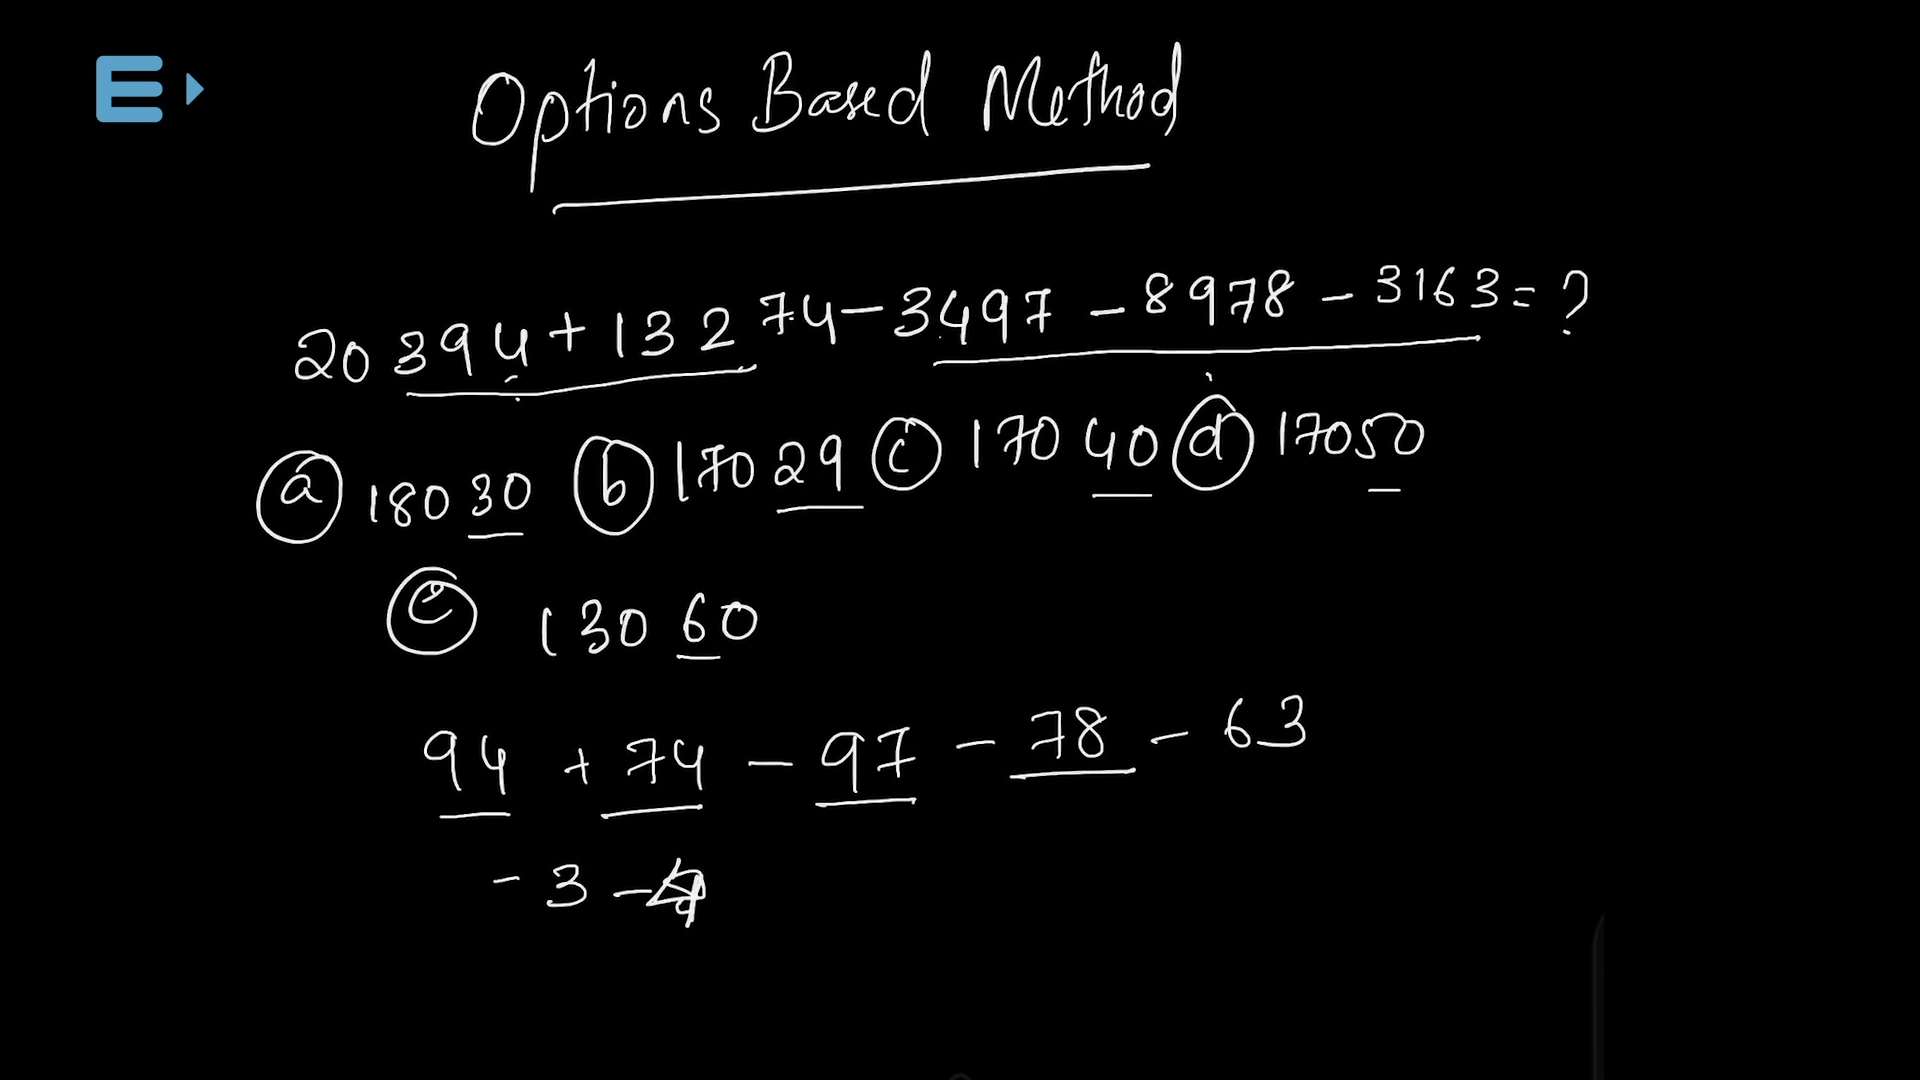 Options Based Method
20394+13274-3497-8978-3163=?
a 18030 b 17029 c 17040 d 17050
e 13060
94 + 74 - 97 - 78 - 63
- 3 - 4